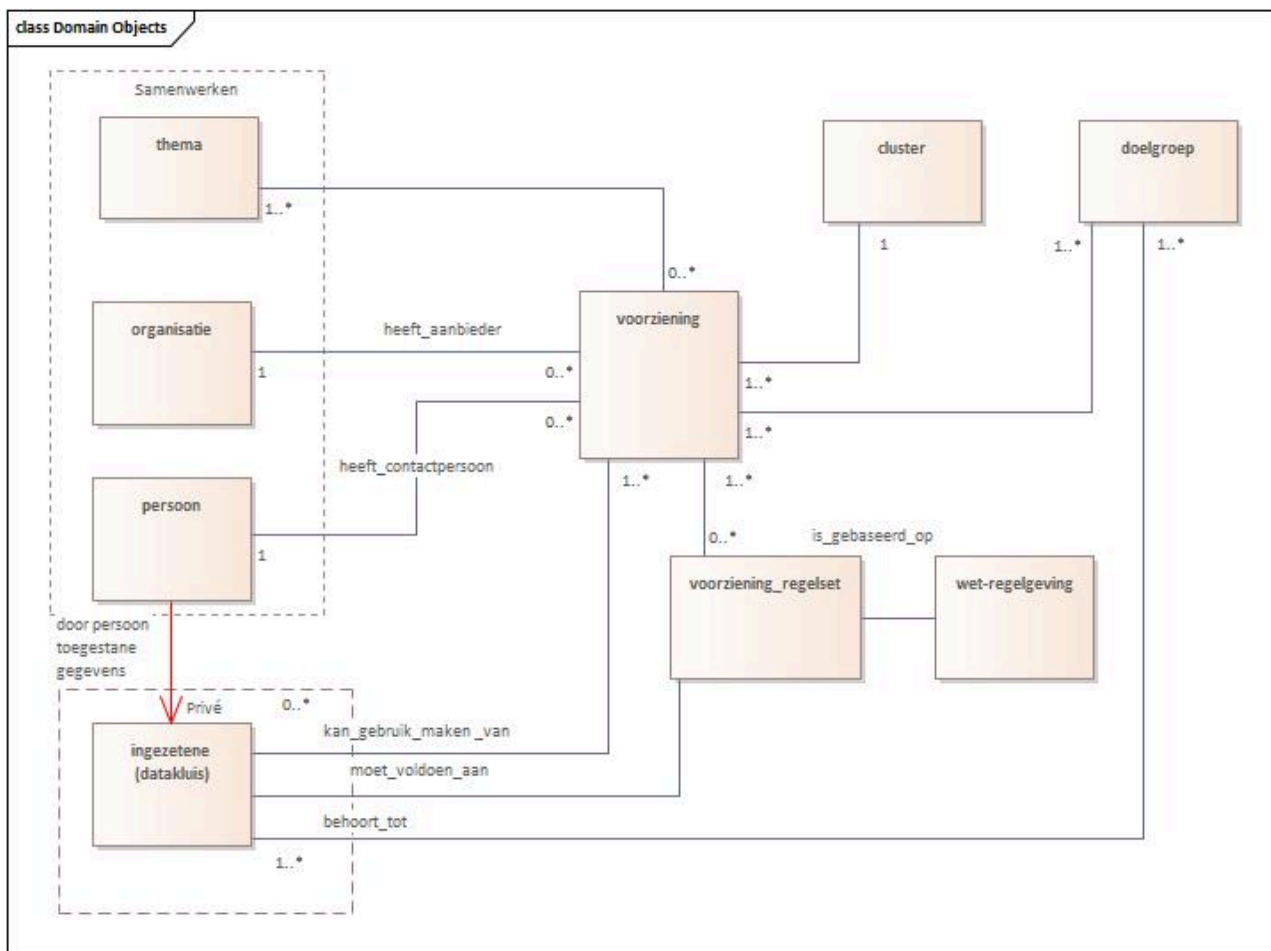 class Domain Objects
Samenwerken
thema
cluster
doelgroep
1..*
1
1..*
1..*
0..*
organisatie
heeft_aanbieder
voorziening
1
0..*
1..*
0..*
1..*
heeft_contactpersoon
persoon
1..*
1..*
1
0..*
is_gebaseerd_op
voorziening_regelset
wet-regelgeving
door persoon
toegestane
gegevens
Privé
0..*
ingezetene
(datakluis)
kan_gebruik_maken _van
moet_voldoen_aan
behoort_tot
1..*